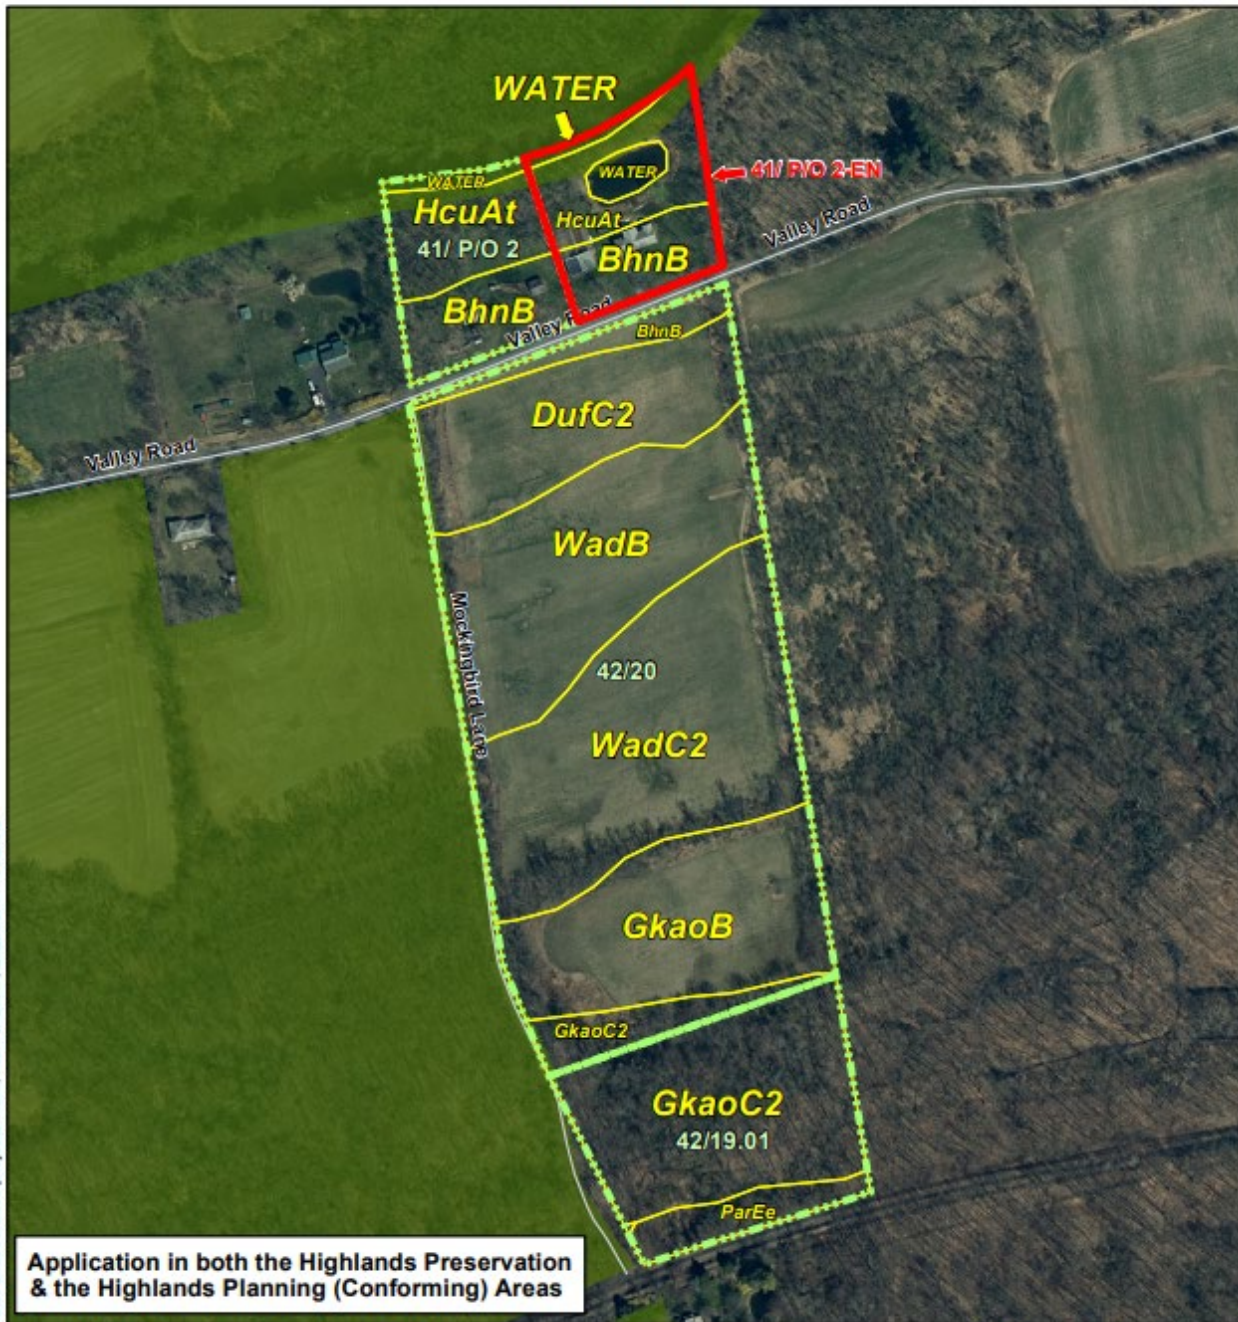 WATER
WATER
41/ P/O 2-EN
WATER
HcuAt
HcuAt
41/ P/O 2
Valley Road
BhnB
BhnB
Valley Road
BhnB
DufC2
Valley Road
WadB
Mockingbird Lane
42/20
WadC2
GkaoB
GkaoC2
GkaoC2
42/19.01
ParEe
Application in both the Highlands Preservation
& the Highlands Planning (Conforming) Areas